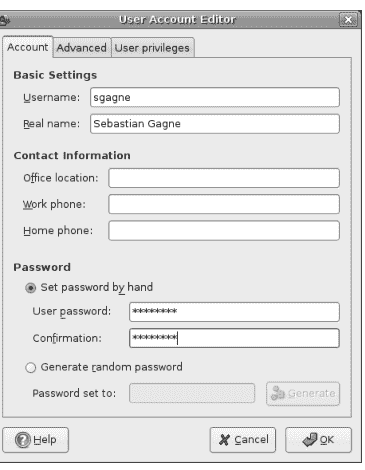 User Account Editor
Account Advanced User privileges
Basic Settings
Username: sgagne
Real name: Sebastian Gagne
Contact Information
Office location:
Work phone:
Home phone:
Password
Set password by hand
User password: ********
Confirmation: ********
Generate random password
Password set to: Generate
Help Cancel OK